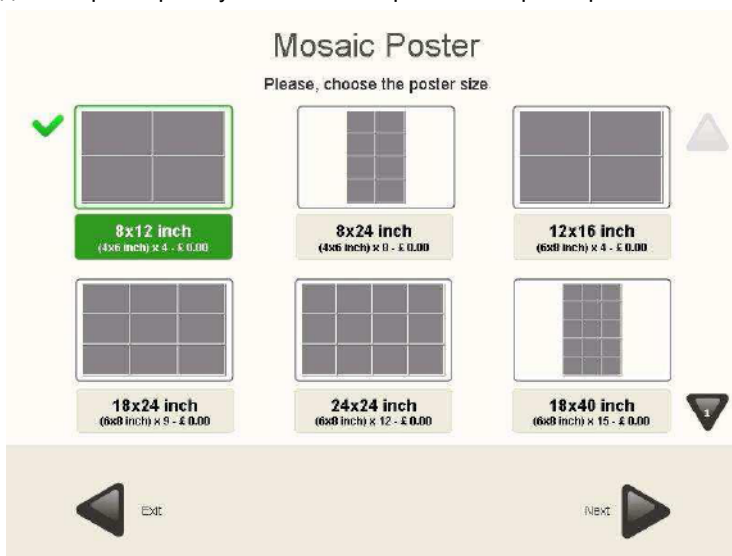 Mosaic Poster
Please, choose the poster size
8x12 inch
(4x6 inch) x 4 - £ 0.00
8x24 inch
(4x6 inch) x 8 - £ 0.00
12x16 inch
(6x8 inch) x 4 - £ 0.00
18x24 inch
(6x8 inch) x 9 - £ 0.00
24x24 inch
(6x8 inch) x 12 - £ 0.00
18x40 inch
(6x8 inch) x 15 - £ 0.00
1
Exit
Next